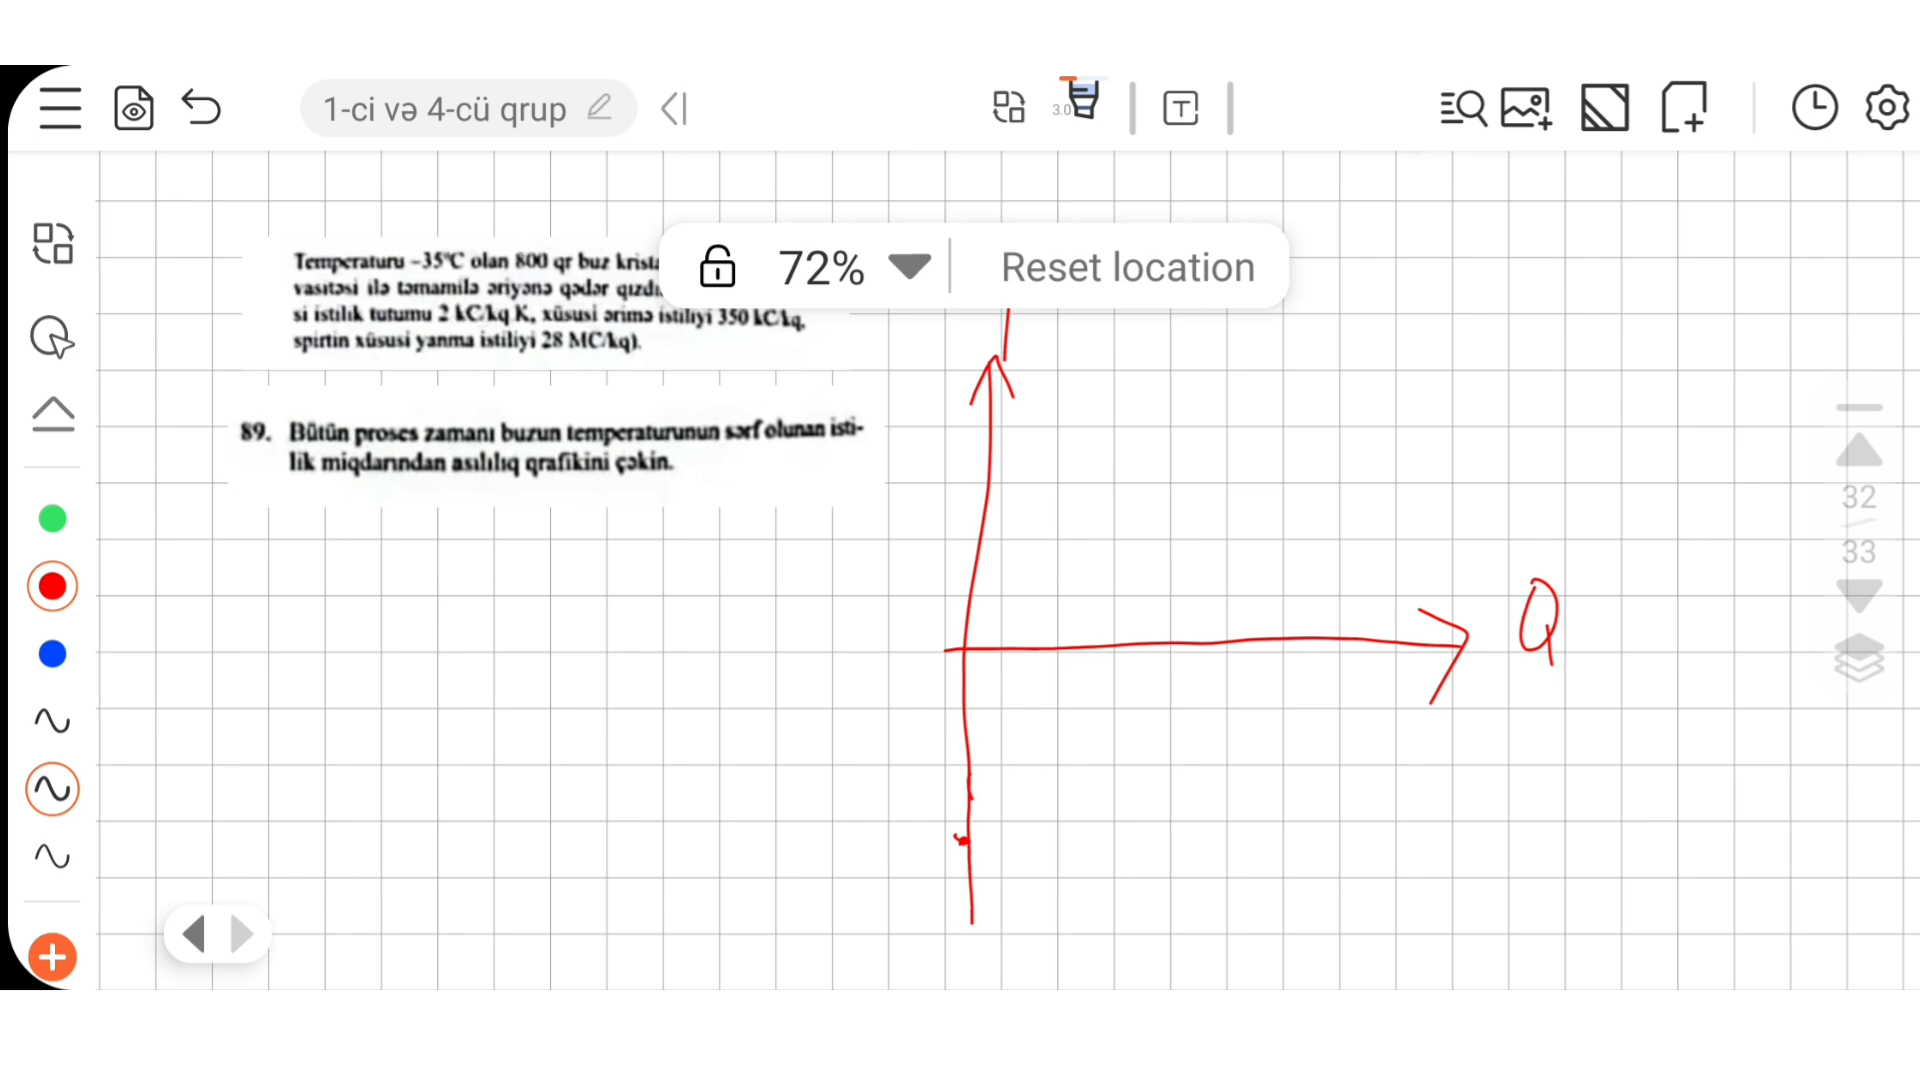 1-ci və 4-cü qrup
3.0
T
72%
Reset location
Temperaturu –35°C olan 800 qr buz
vasitəsi ilə tamamilə əriyənə qədər
si istilik tutumu 2 kC/kq K, xüsusi ərimə istiliyi 350 kC/kq,
spirtin xüsusi yanma istiliyi 28 MC/kq).
89. Bütün proses zamanı buzun temperaturunun sərf olunan isti-
lik miqdarından asılılıq qrafikini çəkin.
Q
32
33